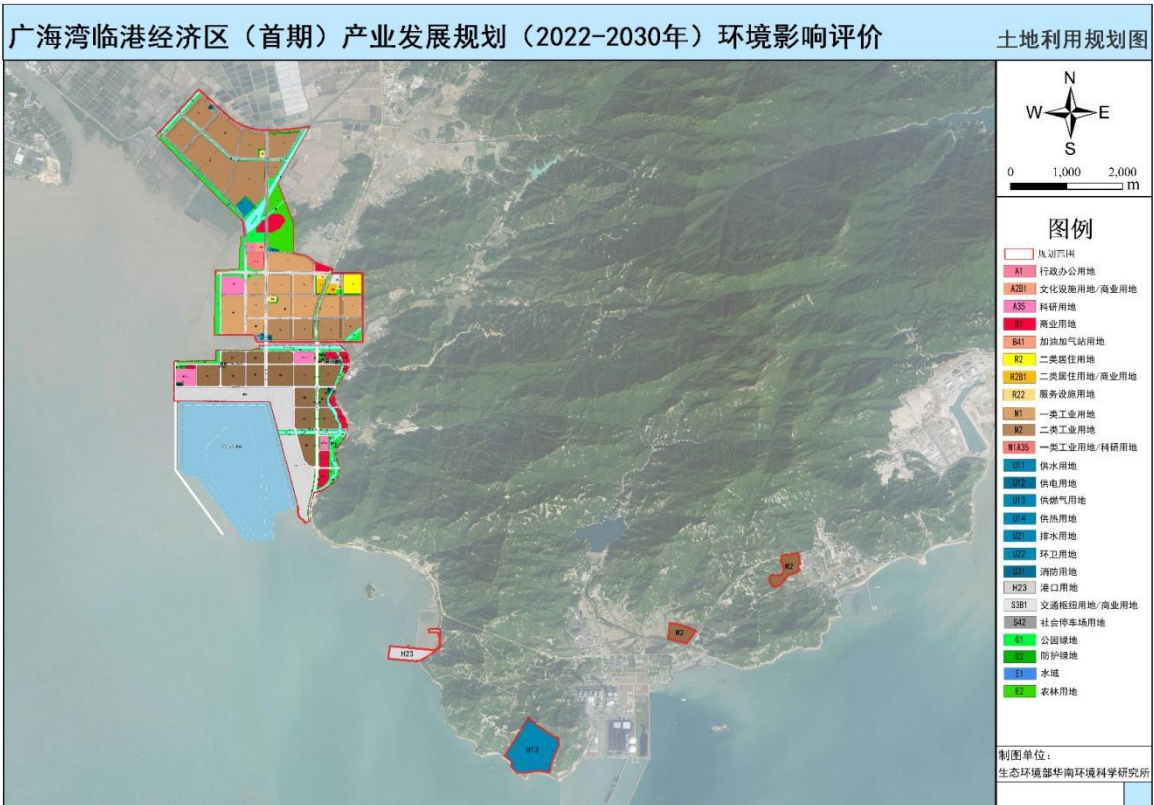 广海湾临港经济区（首期）产业发展规划（2022-2030年）环境影响评价
土地利用规划图
N
W E
S
0 1,000 2,000
m
图例
规划范围
A1 行政办公用地
A2B1 文化设施用地/商业用地
A35 科研用地
B1 商业用地
B41 加油加气站用地
R2 二类居住用地
R2B1 二类居住用地/商业用地
R22 服务设施用地
M1 一类工业用地
M2 二类工业用地
M1A35 一类工业用地/科研用地
U11 供水用地
U12 供电用地
U13 供燃气用地
U14 供热用地
U21 排水用地
U22 环卫用地
U31 消防用地
H23 港口用地
S3B1 交通枢纽用地/商业用地
S42 社会停车场用地
G1 公园绿地
G2 防护绿地
E1 水域
E2 农林用地
M2
M2
H23
U13
制图单位：
生态环境部华南环境科学研究所